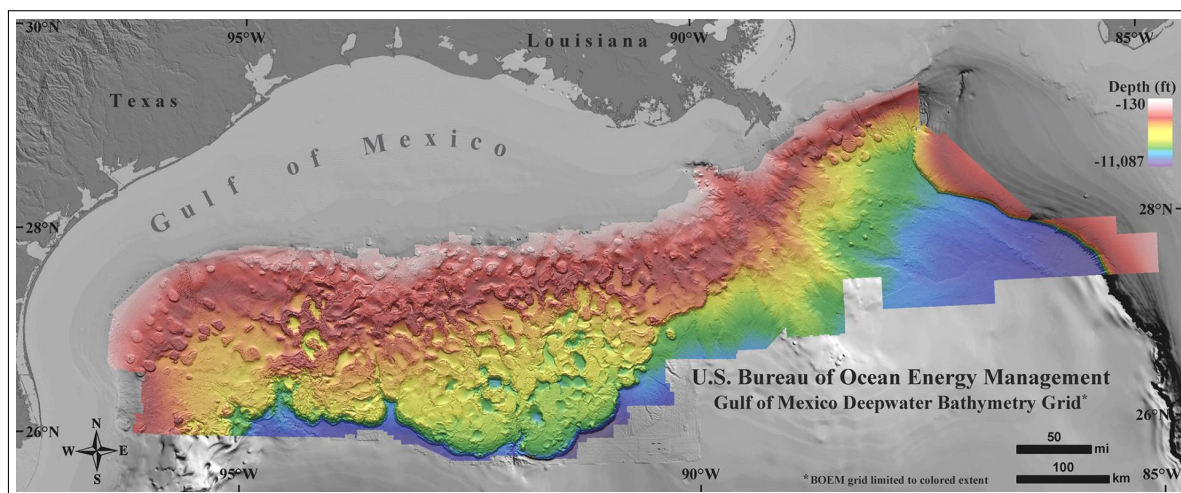 30°N
95°W
Louisiana
90°W
85°W
Texas
Depth (ft)
-130
-11,087
Gulf of Mexico
28°N
28°N
U.S. Bureau of Ocean Energy Management
Gulf of Mexico Deepwater Bathymetry Grid*
26°N
26°N
N
W E
S
50
mi
95°W
90°W
100
km
85°W
*BOEM grid limited to colored extent